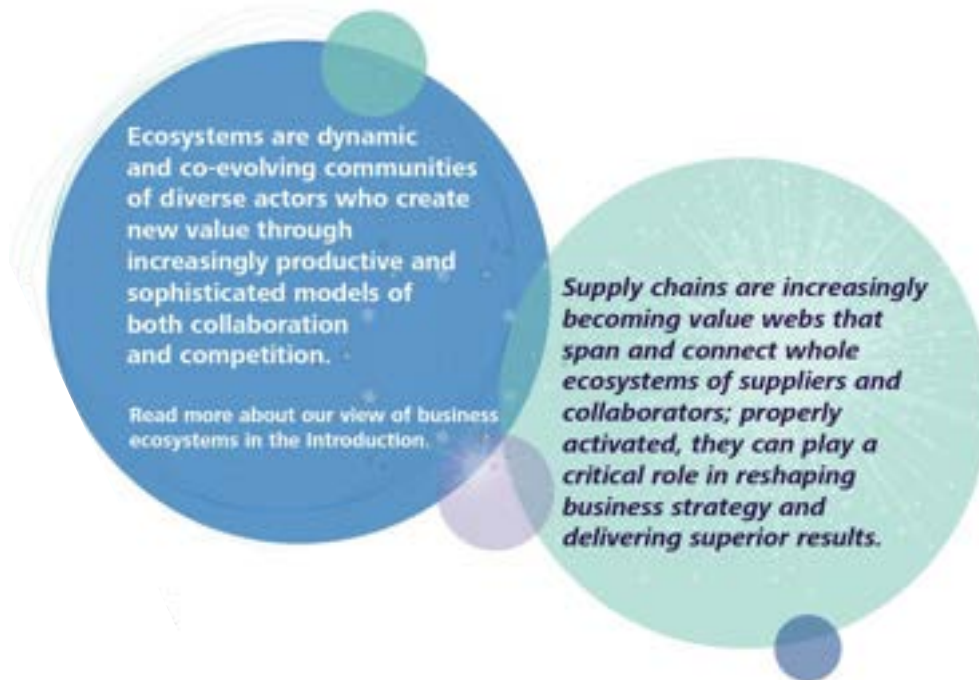 Ecosystems are dynamic
and co-evolving communities
of diverse actors who create
new value through
increasingly productive and
sophisticated models of
both collaboration
and competition.
Read more about our view of business
ecosystems in the Introduction.
Supply chains are increasingly
becoming value webs that
span and connect whole
ecosystems of suppliers and
collaborators; properly
activated, they can play a
critical role in reshaping
business strategy and
delivering superior results.